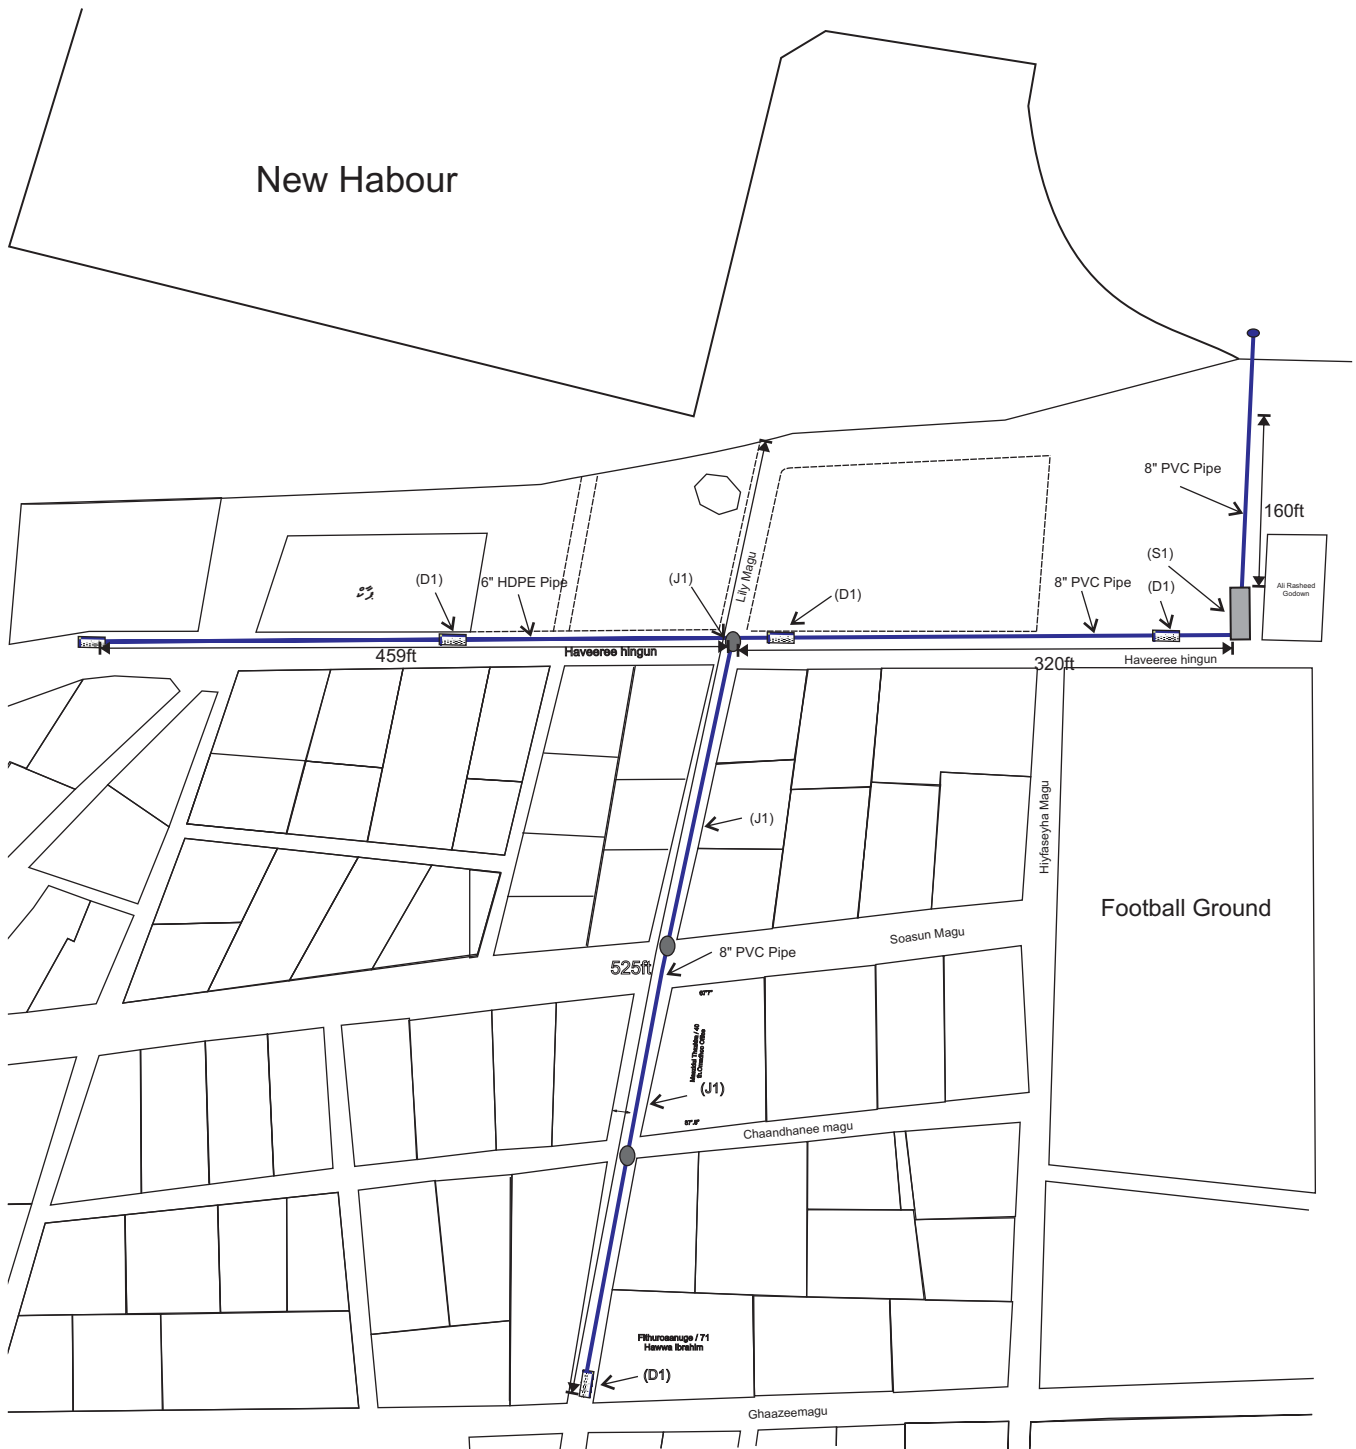 New Habour
8" PVC Pipe
160ft
(S1)
(D1)
6" HDPE Pipe
(J1)
Lily Magu
(D1)
8" PVC Pipe
(D1)
Ali Rasheed
Godown
459ft
Haveeree hingun
320ft
Haveeree hingun
(J1)
Hiyfaseyha Magu
Football Ground
Soasun Magu
525ft
8" PVC Pipe
(J1)
Chaandhanee magu
Hawwa Ibrahim
(D1)
Ghaazeemagu